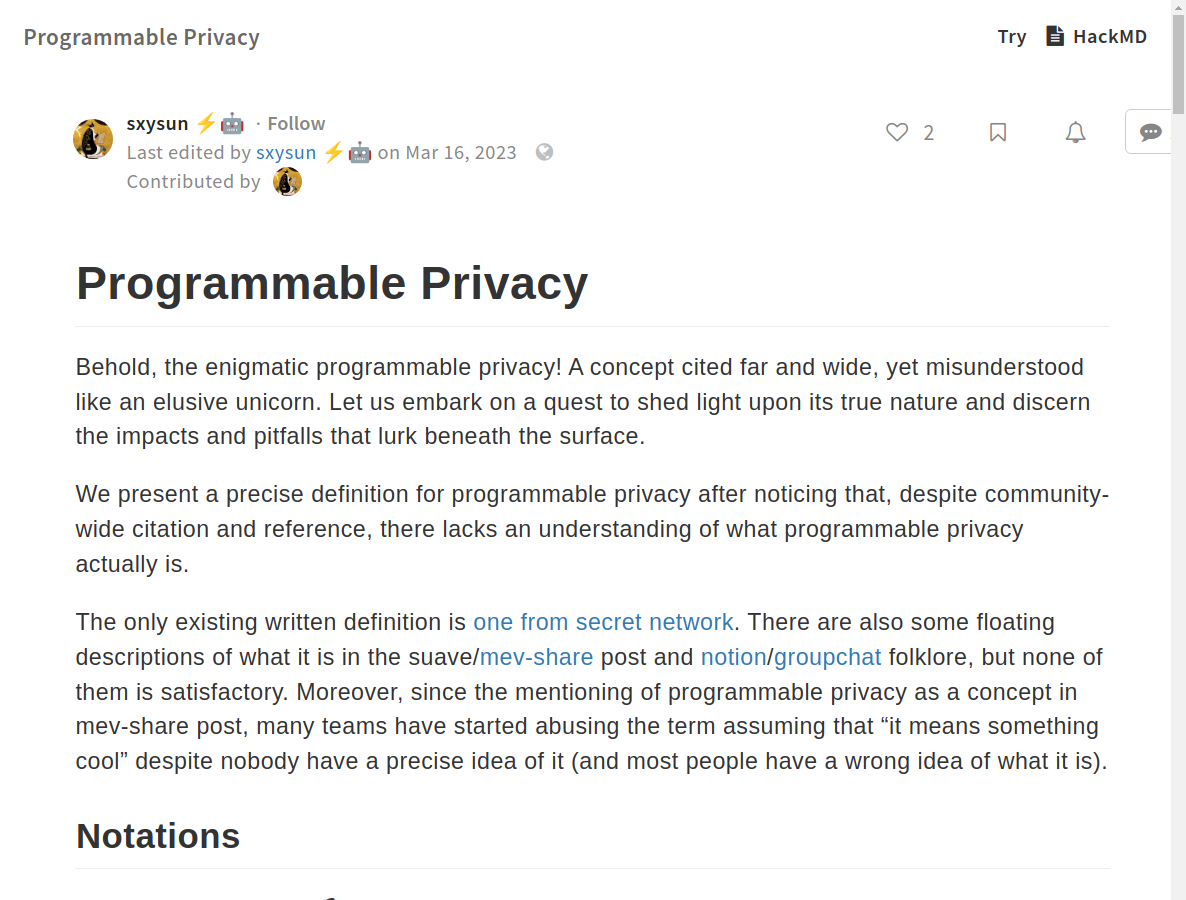 Programmable Privacy
Try HackMD
sxysun ⚡🤖 · Follow
2
Last edited by sxysun ⚡🤖 on Mar 16, 2023
Contributed by
Programmable Privacy
Behold, the enigmatic programmable privacy! A concept cited far and wide, yet misunderstood
like an elusive unicorn. Let us embark on a quest to shed light upon its true nature and discern
the impacts and pitfalls that lurk beneath the surface.
We present a precise definition for programmable privacy after noticing that, despite community-
wide citation and reference, there lacks an understanding of what programmable privacy
actually is.
The only existing written definition is one from secret network. There are also some floating
descriptions of what it is in the suave/mev-share post and notion/groupchat folklore, but none of
them is satisfactory. Moreover, since the mentioning of programmable privacy as a concept in
mev-share post, many teams have started abusing the term assuming that “it means something
cool” despite nobody have a precise idea of it (and most people have a wrong idea of what it is).
Notations